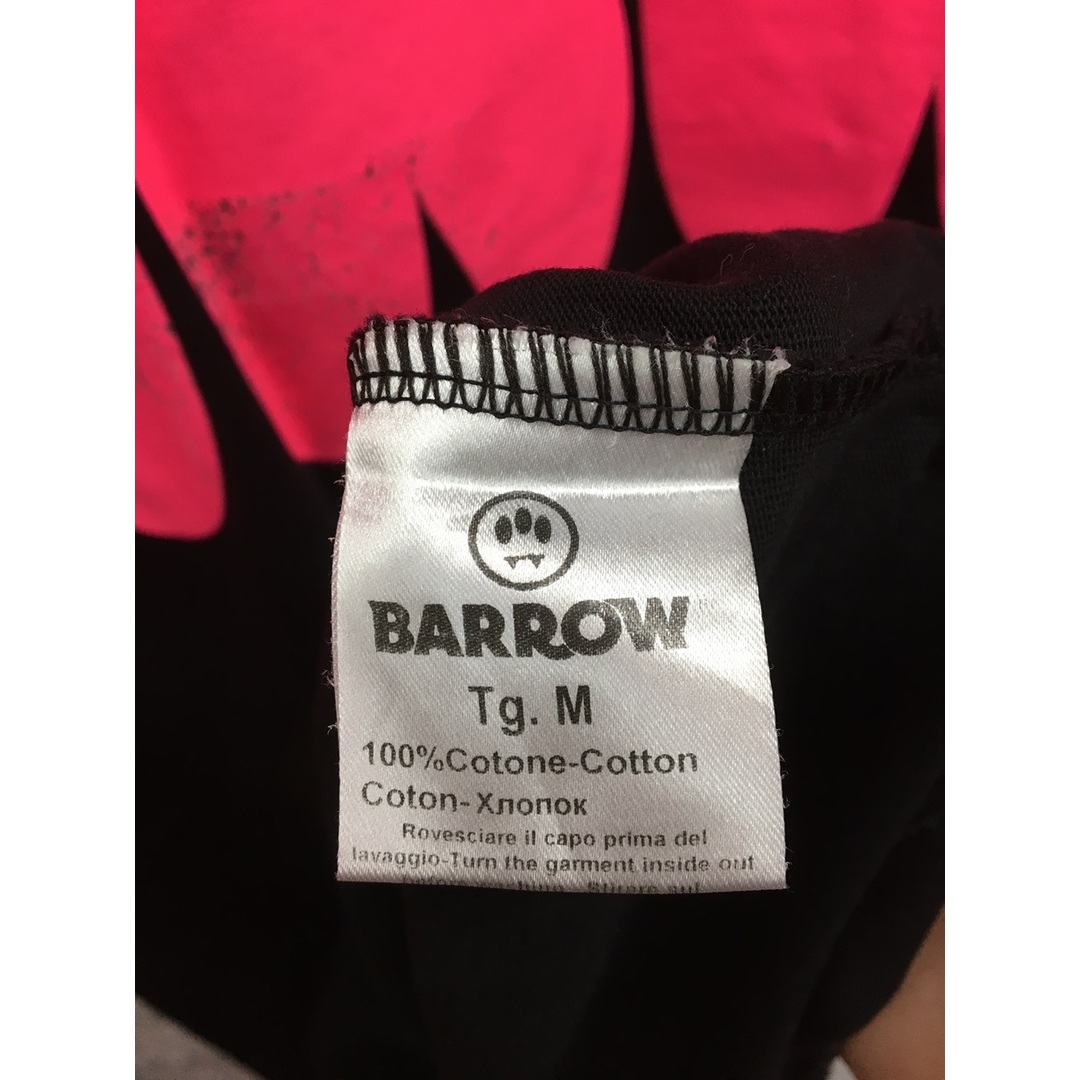 BARROW
Tg. M
100%Cotone-Cotton
Coton-Хлопок
Rovesciare il capo prima del
lavaggio-Turn the garment inside out